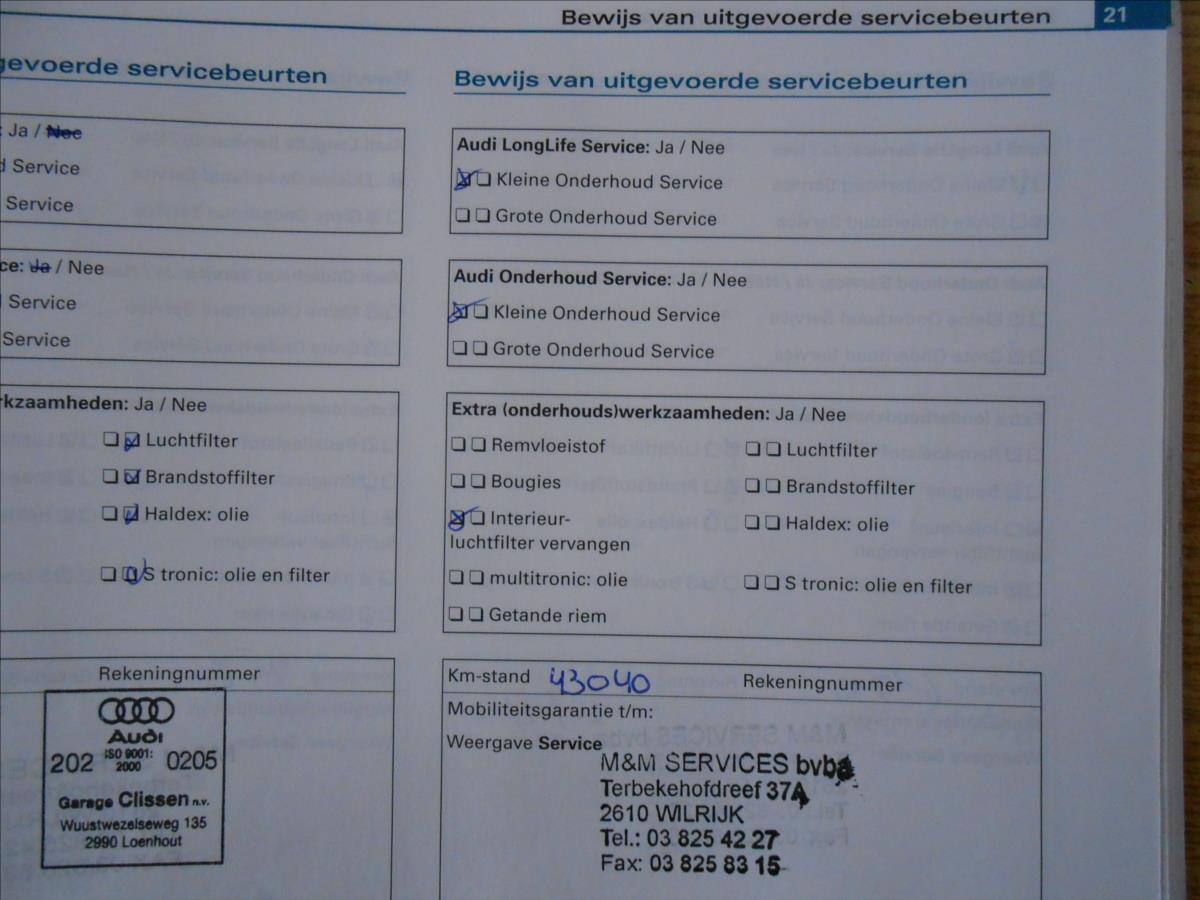 Bewijs van uitgevoerde servicebeurten 21
gevoerde servicebeurten
: Ja / Nee
d Service
Service
ce: Ja / Nee
d Service
Service
rkzaamheden: Ja / Nee
Luchtfilter
Brandstoffilter
Haldex: olie
S tronic: olie en filter
Rekeningnummer
Audi
ISO 9001:
202 2000 0205
Garage Clissen n.v.
Wuustwezelseweg 135
2990 Loenhout
Bewijs van uitgevoerde servicebeurten
Audi LongLife Service: Ja / Nee
Kleine Onderhoud Service
Grote Onderhoud Service
Audi Onderhoud Service: Ja / Nee
Kleine Onderhoud Service
Grote Onderhoud Service
Extra (onderhouds)werkzaamheden: Ja / Nee
Remvloeistof Luchtfilter
Bougies Brandstoffilter
Interieur- Haldex: olie
luchtfilter vervangen
multitronic: olie S tronic: olie en filter
Getande riem
Km-stand 43040 Rekeningnummer
Mobiliteitsgarantie t/m:
Weergave Service
M&M SERVICES bvba
Terbekehofdreef 37A
2610 WILRIJK
Tel.: 03 825 42 27
Fax: 03 825 83 15